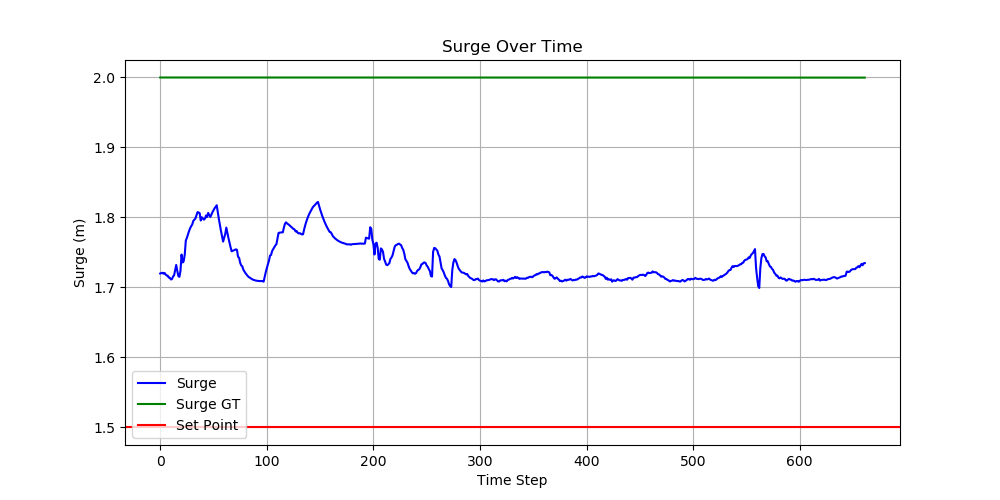 Surge Over Time
Surge (m)
2.0
1.9
1.8
1.7
1.6
1.5
Surge
Surge GT
Set Point
0 100 200 300 400 500 600
Time Step